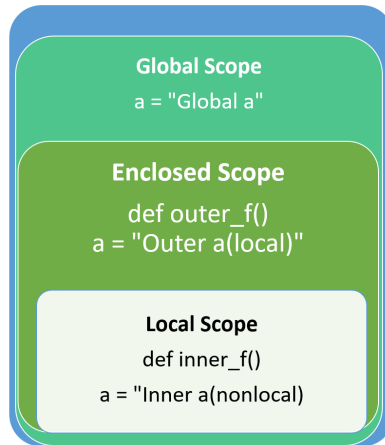 Global Scope
a = "Global a"
Enclosed Scope
def outer_f()
a = "Outer a(local)"
Local Scope
def inner_f()
a = "Inner a(nonlocal)